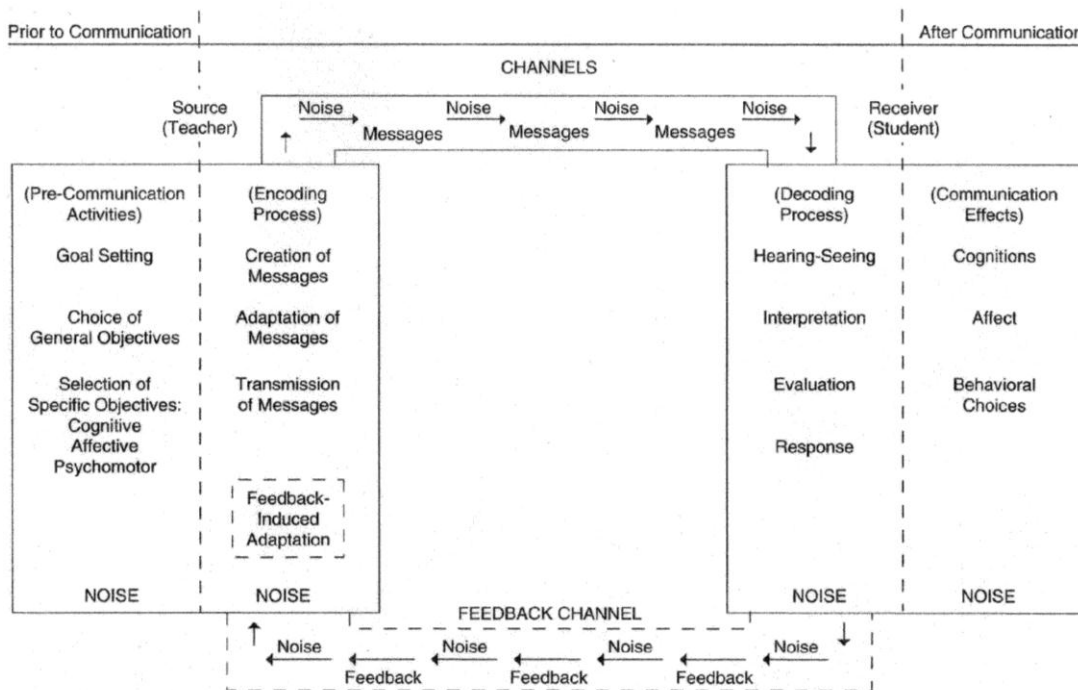 Prior to Communication
After Communication
CHANNELS
Source
(Teacher)
Noise
Noise
Noise
Noise
Messages
Messages
Messages
Receiver
(Student)
(Pre-Communication
Activities)
Goal Setting
Choice of
General Objectives
Selection of
Specific Objectives:
Cognitive
Affective
Psychomotor
NOISE
(Encoding
Process)
Creation of
Messages
Adaptation of
Messages
Transmission
of Messages
Feedback-
Induced
Adaptation
NOISE
(Decoding
Process)
Hearing-Seeing
Interpretation
Evaluation
Response
NOISE
(Communication
Effects)
Cognitions
Affect
Behavioral
Choices
NOISE
FEEDBACK CHANNEL
Noise
Noise
Noise
Noise
Feedback
Feedback
Feedback